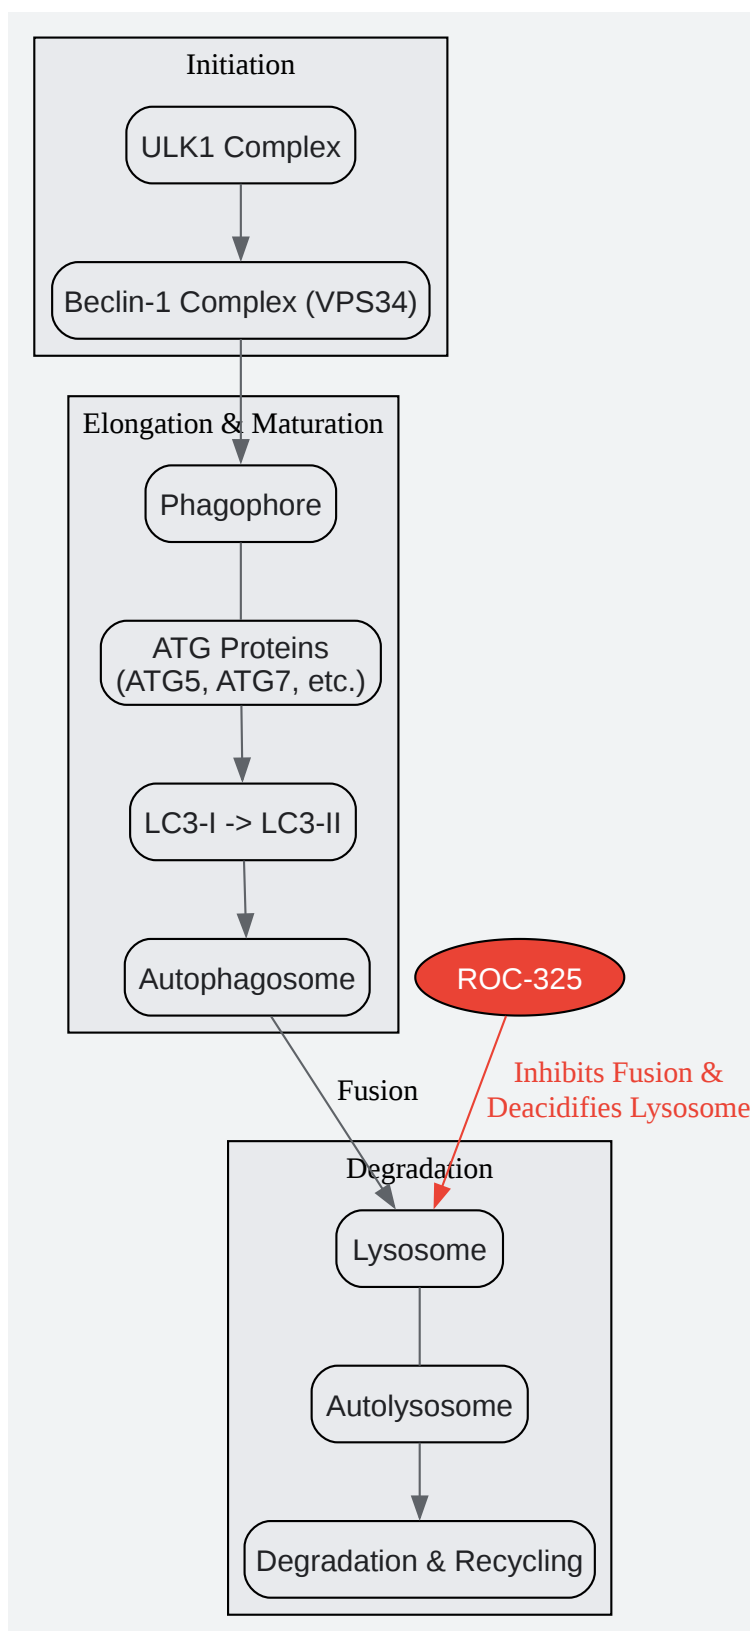 Initiation
ULK1 Complex
Beclin-1 Complex (VPS34)
Elongation & Maturation
Phagophore
ATG Proteins
(ATG5, ATG7, etc.)
LC3-I -> LC3-II
Autophagosome
ROC-325
Fusion
Inhibits Fusion &
Deacidifies Lysosome
Degradation
Lysosome
Autolysosome
Degradation & Recycling